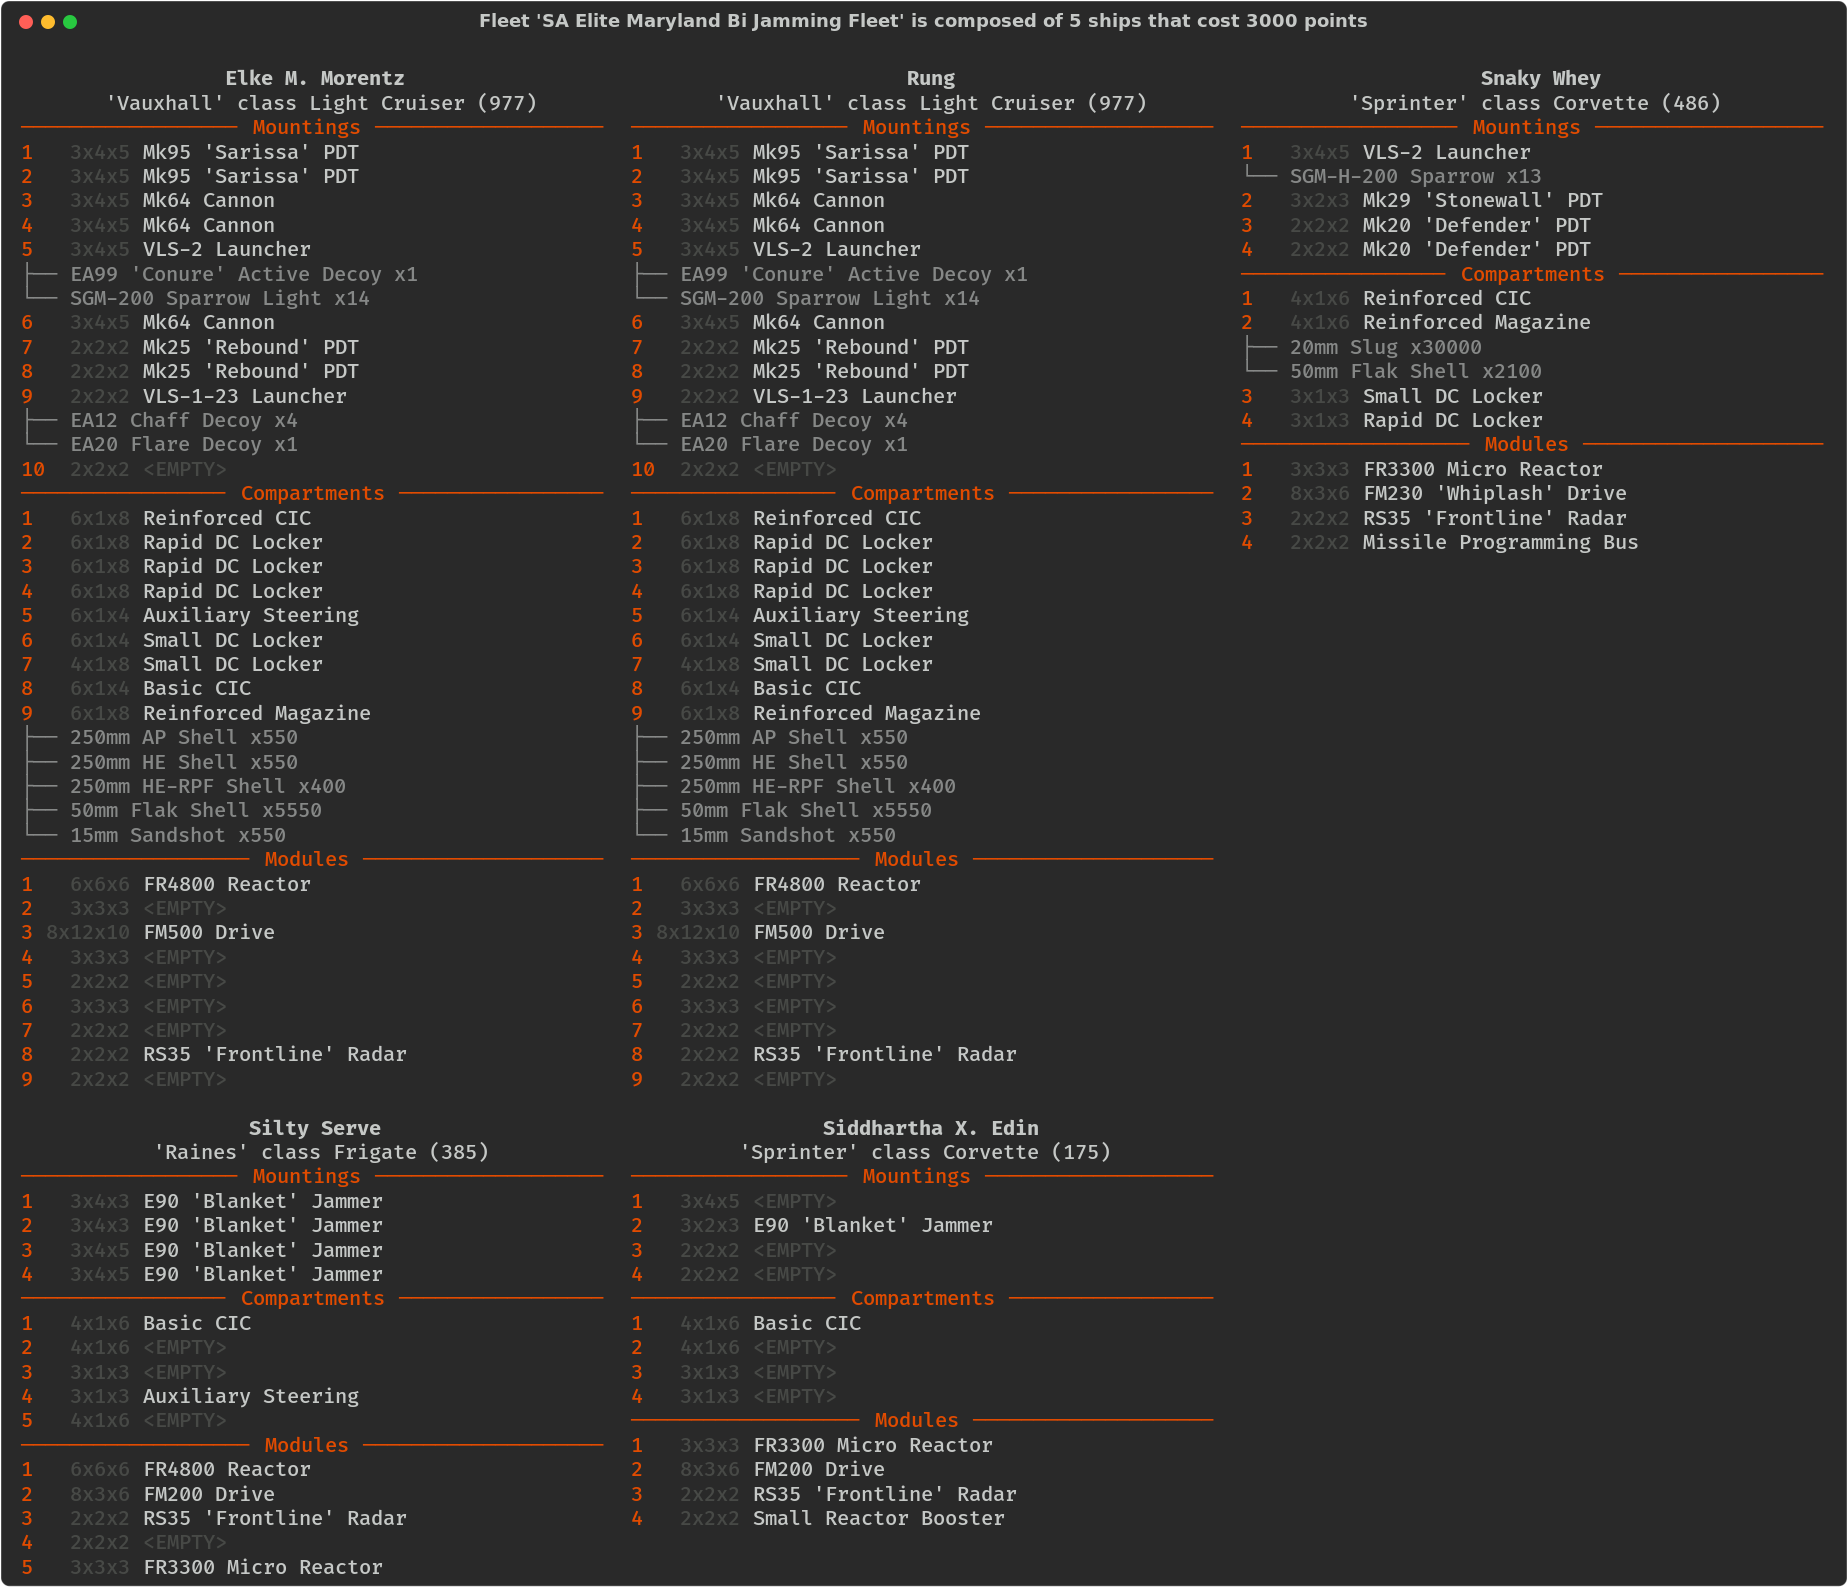 Fleet 'SA Elite Maryland Bi Jamming Fleet' is composed of 5 ships that cost 3000 points
Elke M. Morentz
'Vauxhall' class Light Cruiser (977)
Mountings
1 3x4x5 Mk95 'Sarissa' PDT
2 3x4x5 Mk95 'Sarissa' PDT
3 3x4x5 Mk64 Cannon
4 3x4x5 Mk64 Cannon
5 3x4x5 VLS-2 Launcher
EA99 'Conure' Active Decoy x1
SGM-200 Sparrow Light x14
6 3x4x5 Mk64 Cannon
7 2x2x2 Mk25 'Rebound' PDT
8 2x2x2 Mk25 'Rebound' PDT
9 2x2x2 VLS-1-23 Launcher
EA12 Chaff Decoy x4
EA20 Flare Decoy x1
10 2x2x2 <EMPTY>
Compartments
1 6x1x8 Reinforced CIC
2 6x1x8 Rapid DC Locker
3 6x1x8 Rapid DC Locker
4 6x1x8 Rapid DC Locker
5 6x1x4 Auxiliary Steering
6 6x1x4 Small DC Locker
7 4x1x8 Small DC Locker
8 6x1x4 Basic CIC
9 6x1x8 Reinforced Magazine
250mm AP Shell x550
250mm HE Shell x550
250mm HE-RPF Shell x400
50mm Flak Shell x5550
15mm Sandshot x550
Modules
1 6x6x6 FR4800 Reactor
2 3x3x3 <EMPTY>
3 8x12x10 FM500 Drive
4 3x3x3 <EMPTY>
5 2x2x2 <EMPTY>
6 3x3x3 <EMPTY>
7 2x2x2 <EMPTY>
8 2x2x2 RS35 'Frontline' Radar
9 2x2x2 <EMPTY>
Rung
'Vauxhall' class Light Cruiser (977)
Mountings
1 3x4x5 Mk95 'Sarissa' PDT
2 3x4x5 Mk95 'Sarissa' PDT
3 3x4x5 Mk64 Cannon
4 3x4x5 Mk64 Cannon
5 3x4x5 VLS-2 Launcher
EA99 'Conure' Active Decoy x1
SGM-200 Sparrow Light x14
6 3x4x5 Mk64 Cannon
7 2x2x2 Mk25 'Rebound' PDT
8 2x2x2 Mk25 'Rebound' PDT
9 2x2x2 VLS-1-23 Launcher
EA12 Chaff Decoy x4
EA20 Flare Decoy x1
10 2x2x2 <EMPTY>
Compartments
1 6x1x8 Reinforced CIC
2 6x1x8 Rapid DC Locker
3 6x1x8 Rapid DC Locker
4 6x1x8 Rapid DC Locker
5 6x1x4 Auxiliary Steering
6 6x1x4 Small DC Locker
7 4x1x8 Small DC Locker
8 6x1x4 Basic CIC
9 6x1x8 Reinforced Magazine
250mm AP Shell x550
250mm HE Shell x550
250mm HE-RPF Shell x400
50mm Flak Shell x5550
15mm Sandshot x550
Modules
1 6x6x6 FR4800 Reactor
2 3x3x3 <EMPTY>
3 8x12x10 FM500 Drive
4 3x3x3 <EMPTY>
5 2x2x2 <EMPTY>
6 3x3x3 <EMPTY>
7 2x2x2 <EMPTY>
8 2x2x2 RS35 'Frontline' Radar
9 2x2x2 <EMPTY>
Snaky Whey
'Sprinter' class Corvette (486)
Mountings
1 3x4x5 VLS-2 Launcher
SGM-H-200 Sparrow x13
2 3x2x3 Mk29 'Stonewall' PDT
3 2x2x2 Mk20 'Defender' PDT
4 2x2x2 Mk20 'Defender' PDT
Compartments
1 4x1x6 Reinforced CIC
2 4x1x6 Reinforced Magazine
20mm Slug x30000
50mm Flak Shell x2100
3 3x1x3 Small DC Locker
4 3x1x3 Rapid DC Locker
Modules
1 3x3x3 FR3300 Micro Reactor
2 8x3x6 FM230 'Whiplash' Drive
3 2x2x2 RS35 'Frontline' Radar
4 2x2x2 Missile Programming Bus
Silty Serve
'Raines' class Frigate (385)
Mountings
1 3x4x3 E90 'Blanket' Jammer
2 3x4x3 E90 'Blanket' Jammer
3 3x4x5 E90 'Blanket' Jammer
4 3x4x5 E90 'Blanket' Jammer
Compartments
1 4x1x6 Basic CIC
2 4x1x6 <EMPTY>
3 3x1x3 <EMPTY>
4 3x1x3 Auxiliary Steering
5 4x1x6 <EMPTY>
Modules
1 6x6x6 FR4800 Reactor
2 8x3x6 FM200 Drive
3 2x2x2 RS35 'Frontline' Radar
4 2x2x2 <EMPTY>
5 3x3x3 FR3300 Micro Reactor
Siddhartha X. Edin
'Sprinter' class Corvette (175)
Mountings
1 3x4x5 <EMPTY>
2 3x2x3 E90 'Blanket' Jammer
3 2x2x2 <EMPTY>
4 2x2x2 <EMPTY>
Compartments
1 4x1x6 Basic CIC
2 4x1x6 <EMPTY>
3 3x1x3 <EMPTY>
4 3x1x3 <EMPTY>
Modules
1 3x3x3 FR3300 Micro Reactor
2 8x3x6 FM200 Drive
3 2x2x2 RS35 'Frontline' Radar
4 2x2x2 Small Reactor Booster